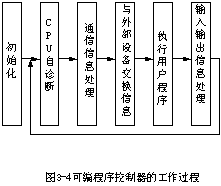 初始化
CPU自诊断
通信信息处理
与外部设备交换信息
执行用户程序
输入输出信息处理
图3-4可编程序控制器的工作过程